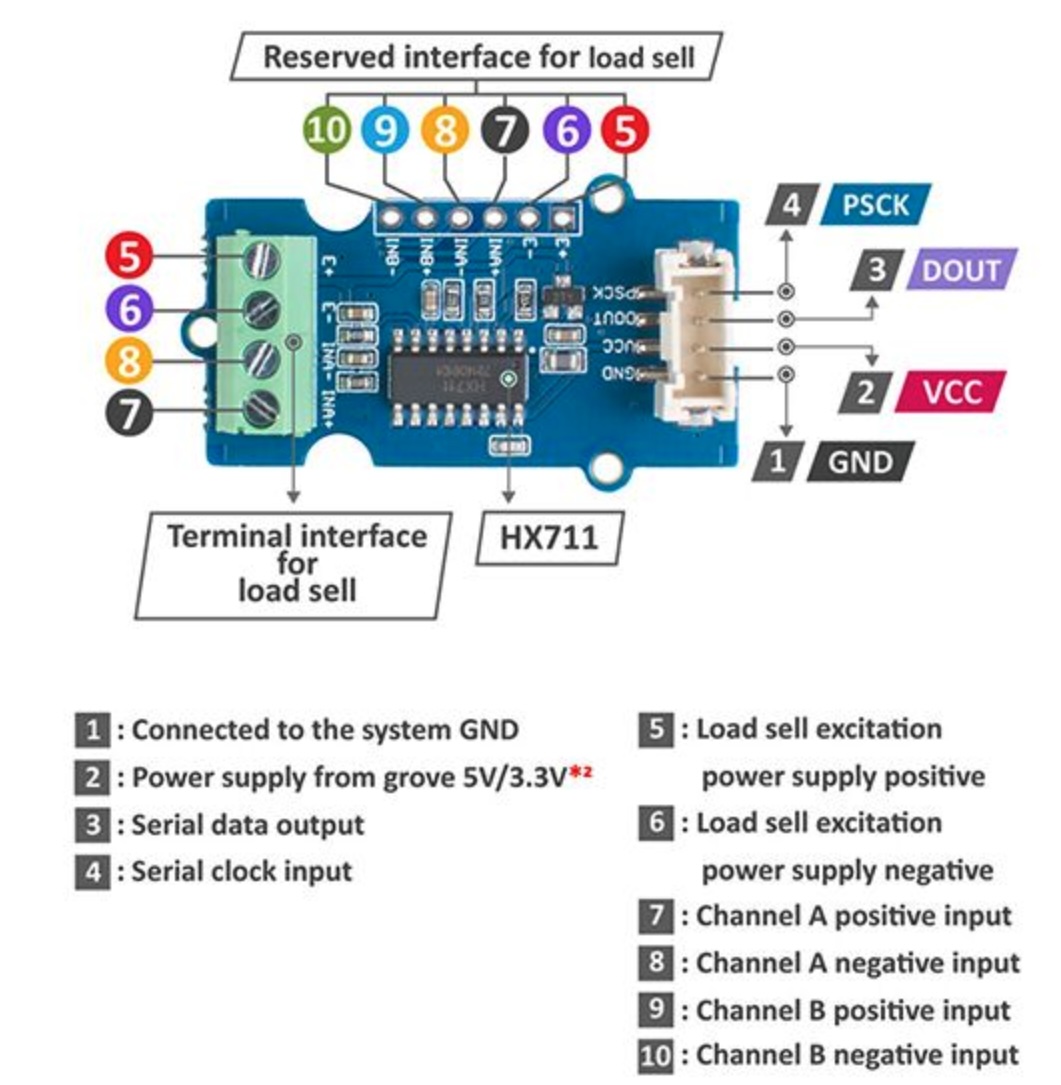 Reserved interface for load sell
10 9 8 7 6 5
4 PSCK
3 DOUT
2 VCC
1 GND
5
6
8
7
INB-
INB+
INA-
INA+
E-
E+
E+
E-
INA-
INA+
PSCK
DOUT
VCC
GND
HX711
Terminal interface
for
load sell
HX711
1 : Connected to the system GND
2 : Power supply from grove 5V/3.3V*²
3 : Serial data output
4 : Serial clock input
5 : Load sell excitation
power supply positive
6 : Load sell excitation
power supply negative
7 : Channel A positive input
8 : Channel A negative input
9 : Channel B positive input
10 : Channel B negative input